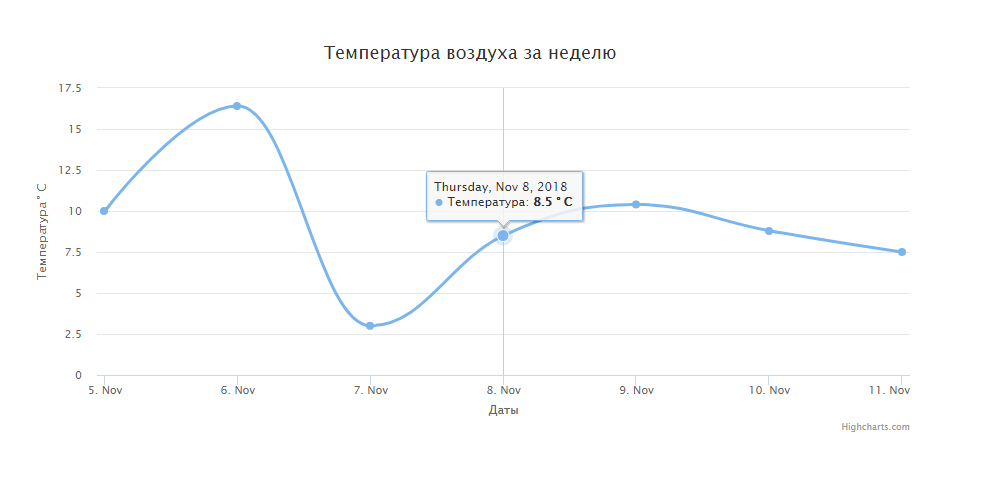 Температура воздуха за неделю
17.5
15
12.5
10
7.5
5
2.5
0
Температура°C
Thursday, Nov 8, 2018
Температура: 8.5°C
5. Nov
6. Nov
7. Nov
8. Nov
9. Nov
10. Nov
11. Nov
Даты
Highcharts.com